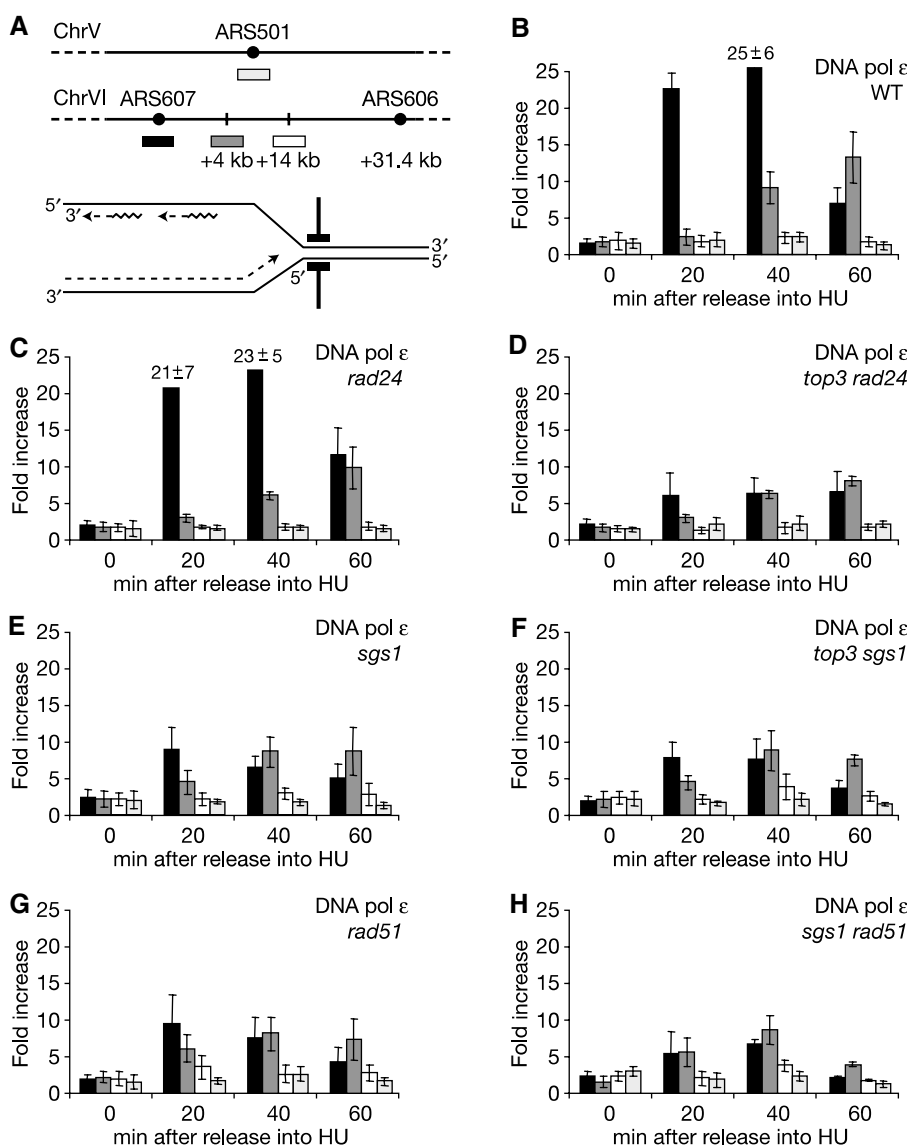 A
ChrV
ARS501
ChrVI
ARS607
ARS606
+4 kb
+14 kb
+31.4 kb
5′
3′
3′
5′
5′
3′
B
DNA pol ε
WT
25 ± 6
Fold increase
25
20
15
10
5
0
0 20 40 60
min after release into HU
C
DNA pol ε
rad24
21±7
23 ± 5
Fold increase
25
20
15
10
5
0
0 20 40 60
min after release into HU
D
DNA pol ε
top3 rad24
Fold increase
25
20
15
10
5
0
0 20 40 60
min after release into HU
E
DNA pol ε
sgs1
Fold increase
25
20
15
10
5
0
0 20 40 60
min after release into HU
F
DNA pol ε
top3 sgs1
Fold increase
25
20
15
10
5
0
0 20 40 60
min after release into HU
G
DNA pol ε
rad51
Fold increase
25
20
15
10
5
0
0 20 40 60
min after release into HU
H
DNA pol ε
sgs1 rad51
Fold increase
25
20
15
10
5
0
0 20 40 60
min after release into HU